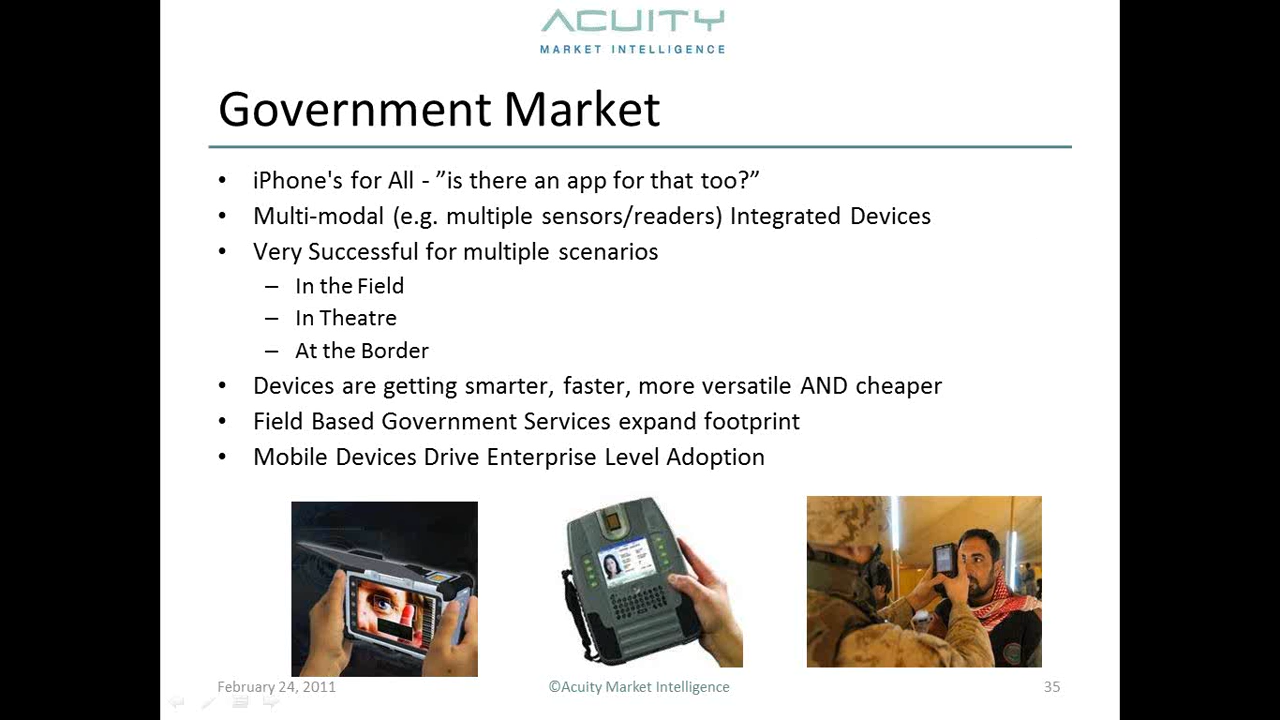 ACUITY
MARKET INTELLIGENCE
Government Market
• iPhone's for All - ”is there an app for that too?”
• Multi-modal (e.g. multiple sensors/readers) Integrated Devices
• Very Successful for multiple scenarios
– In the Field
– In Theatre
– At the Border
• Devices are getting smarter, faster, more versatile AND cheaper
• Field Based Government Services expand footprint
• Mobile Devices Drive Enterprise Level Adoption
February 24, 2011
©Acuity Market Intelligence
35